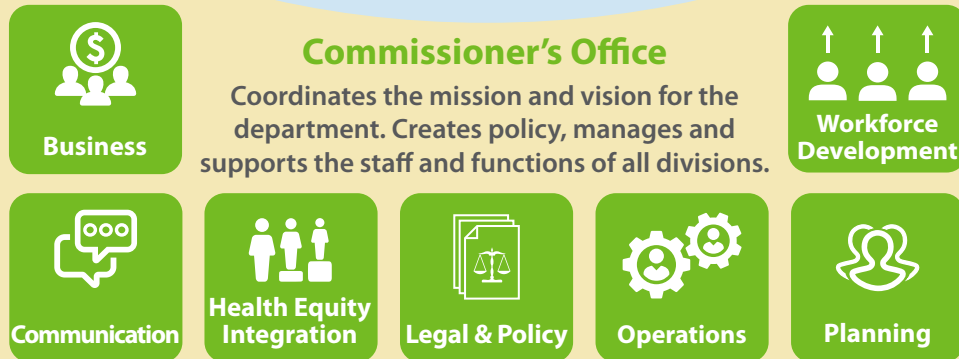 Commissioner's Office
Coordinates the mission and vision for the
department. Creates policy, manages and
supports the staff and functions of all divisions.
Business
Workforce
Development
Communication
Health Equity
Integration
Legal & Policy
Operations
Planning